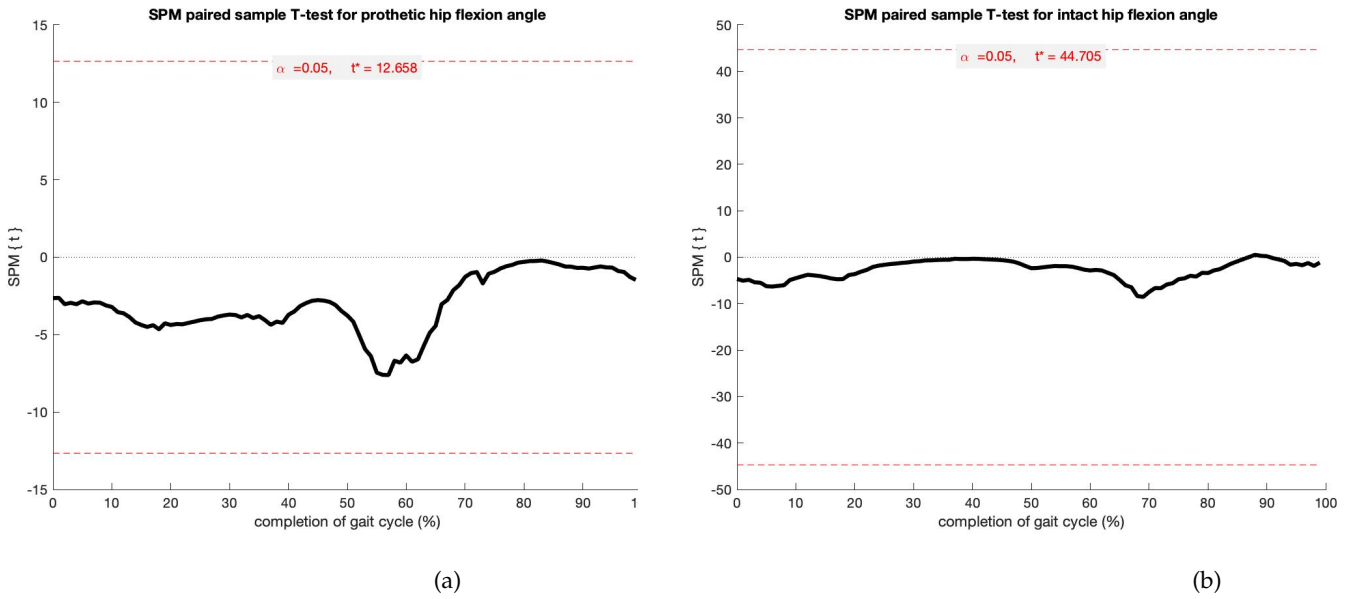 SPM paired sample T-test for prothetic hip flexion angle
15
10
5
0
-5
-10
-15
SPM { t }
α =0.05, t* = 12.658
0 10 20 30 40 50 60 70 80 90 1
completion of gait cycle (%)
(a)
SPM paired sample T-test for intact hip flexion angle
50
40
30
20
10
0
-10
-20
-30
-40
-50
SPM { t }
α =0.05, t* = 44.705
0 10 20 30 40 50 60 70 80 90 100
completion of gait cycle (%)
(b)